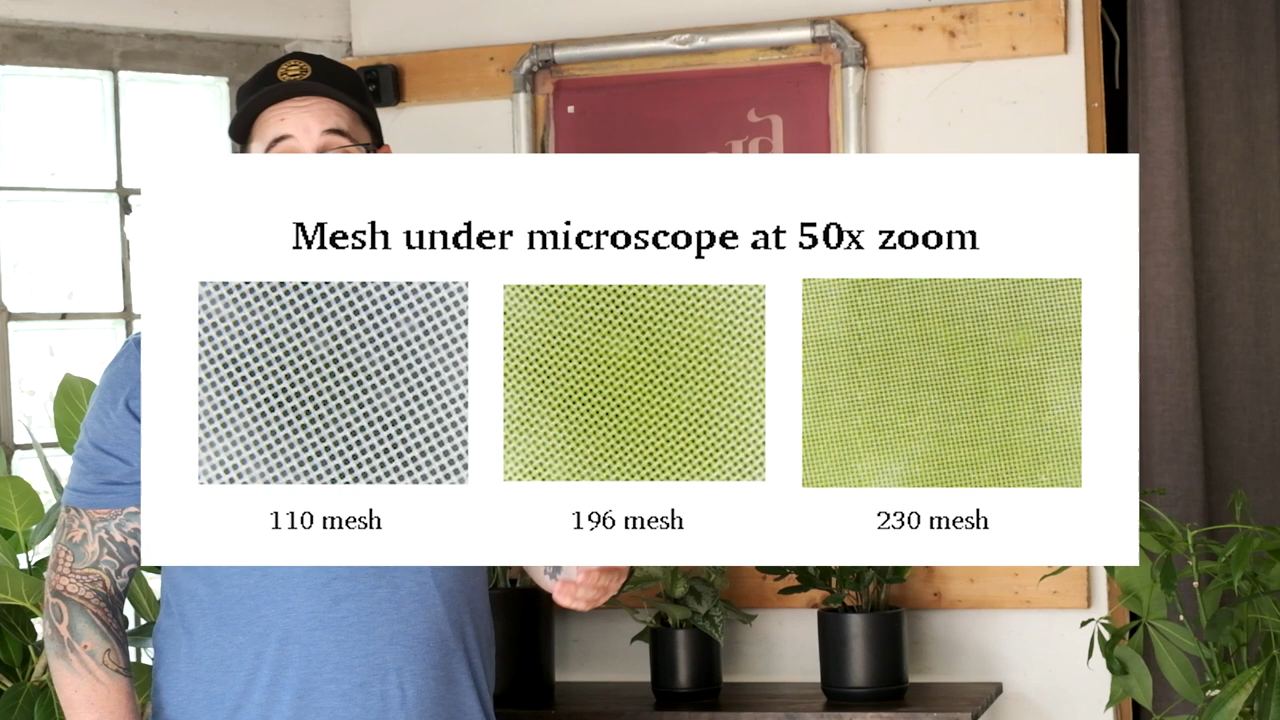 Mesh under microscope at 50x zoom
110 mesh
196 mesh
230 mesh